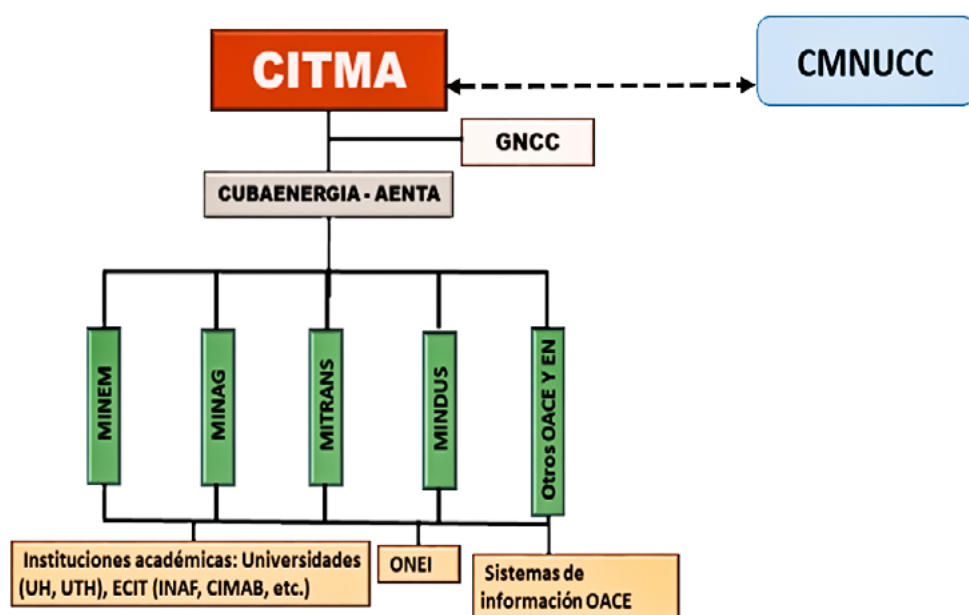 CITMA
CMNUCC
GNCC
CUBAENERGIA - AENTA
MINEM
MINAG
MITRANS
MINDUS
Otros OACE Y EN
Instituciones académicas: Universidades
(UH, UTH), ECIT (INAF, CIMAB, etc.)
ONEI
Sistemas de
información OACE